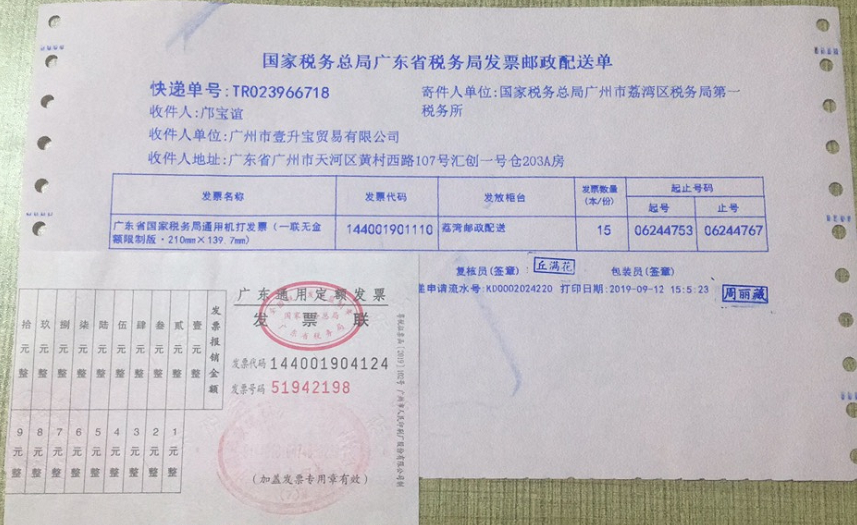 国家税务总局广东省税务局发票邮政配送单
快递单号:TR023966718
寄件人单位:国家税务总局广州市荔湾区税务局第一
税务所
收件人:邝宝谊
收件人单位:广州市壹升宝贸易有限公司
收件人地址:广东省广州市天河区黄村西路107号汇创一号仓203A房
发票名称 发票代码 发放柜台 发票数量(本/份) 起止号码
起号 止号
广东省国家税务局通用机打发票(一联无金
额限制版·210mm×139.7mm) 144001901110 荔湾邮政配送 15 06244753 06244767
复核员(签章): 丘满花 包装员(签章)
申请流水号:KD0002024220 打印日期:2019-09-12 15:5:23 周丽薇
广东通用定额发票
发票联
国家税务总局
广东省税务局
发票代码 144001904124
发票号码 51942198
(加盖发票专用章有效)
发票报销金额
壹元整
贰元整
叁元整
肆元整
伍元整
陆元整
柒元整
捌元整
玖元整
拾元整
1元整
2元整
3元整
4元整
5元整
6元整
7元整
8元整
9元整